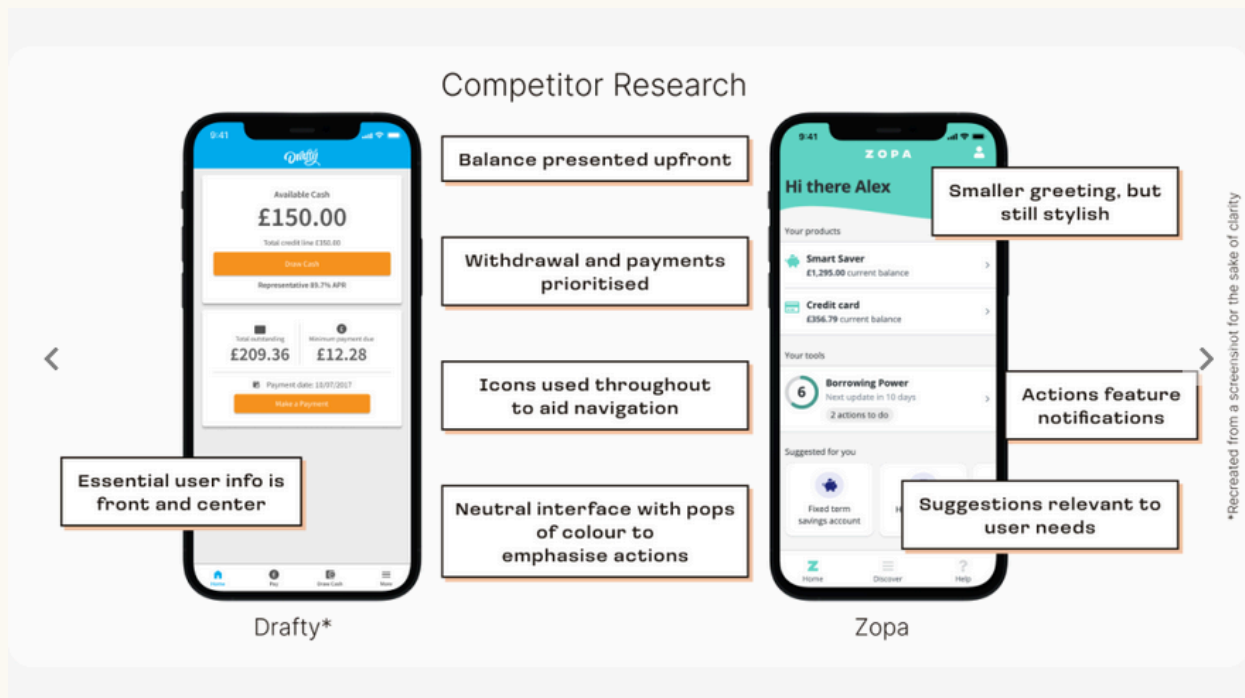 Competitor Research
9:41
Drafty
Available Cash
£150.00
Total credit line £350.00
Draw Cash
Representative 89.7% APR
Total outstanding
£209.36
Minimum payment due
£12.28
Payment date: 10/07/2017
Make a Payment
Home
Pay
Draw Cash
More
Essential user info is
front and center
Drafty*
Balance presented upfront
Withdrawal and payments
prioritised
Icons used throughout
to aid navigation
Neutral interface with pops
of colour to
emphasise actions
9:41
ZOPA
Hi there Alex
Your products
Smart Saver
£1,295.00 current balance
Credit card
£356.79 current balance
Your tools
6
Borrowing Power
Next update in 10 days
2 actions to do
Suggested for you
Fixed term
savings account
H
Z
Home
Discover
?
Help
Zopa
Smaller greeting, but
still stylish
Actions feature
notifications
Suggestions relevant to
user needs
*Recreated from a screenshot for the sake of clarity